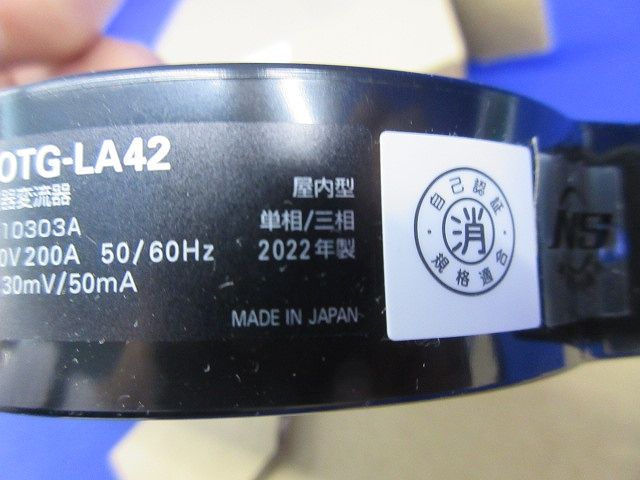 OTG-LA42
器変流器
10303A
0V200A 50/60Hz
30mV/50mA
屋内型
単相/三相
2022年製
MADE IN JAPAN
自己認証
消
規格適合
NS